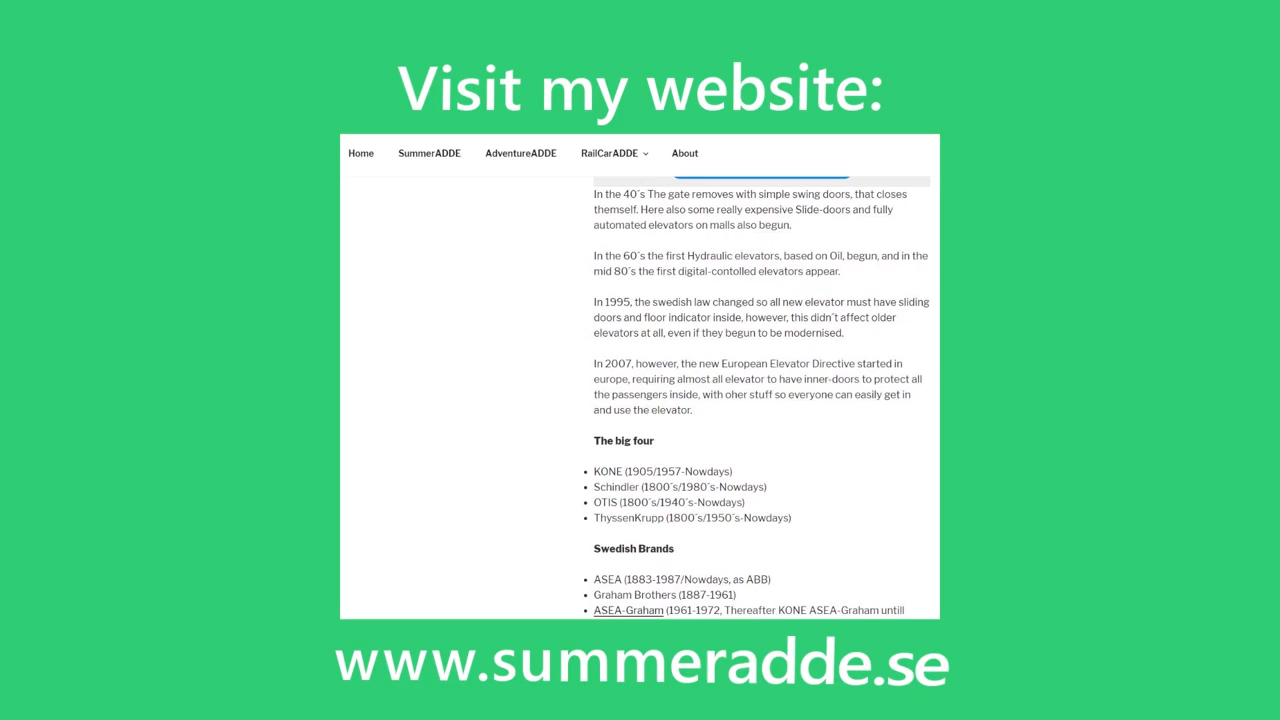 Visit my website:
Home SummerADDE AdventureADDE RailCarADDE About
In the 40´s The gate removes with simple swing doors, that closes
themself. Here also some really expensive Slide-doors and fully
automated elevators on malls also begun.
In the 60´s the first Hydraulic elevators, based on Oil, begun, and in the
mid 80´s the first digital-contolled elevators appear.
In 1995, the swedish law changed so all new elevator must have sliding
doors and floor indicator inside, however, this didn´t affect older
elevators at all, even if they begun to be modernised.
In 2007, however, the new European Elevator Directive started in
europe, requiring almost all elevator to have inner-doors to protect all
the passengers inside, with oher stuff so everyone can easily get in
and use the elevator.
The big four
• KONE (1905/1957-Nowdays)
• Schindler (1800´s/1980´s-Nowdays)
• OTIS (1800´s/1940´s-Nowdays)
• ThyssenKrupp (1800´s/1950´s-Nowdays)
Swedish Brands
• ASEA (1883-1987/Nowdays, as ABB)
• Graham Brothers (1887-1961)
• ASEA-Graham (1961-1972, Thereafter KONE ASEA-Graham untill
www.summeradde.se